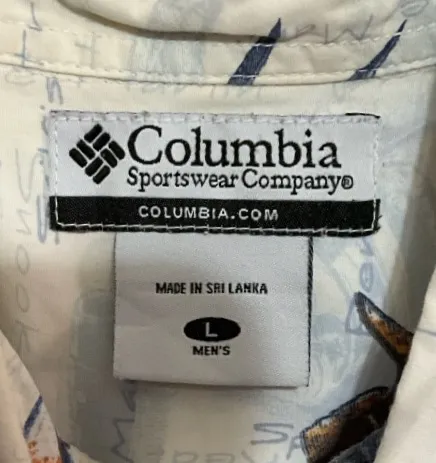 Columbia
Sportswear Company®
COLUMBIA.COM
MADE IN SRI LANKA
L
MEN'S